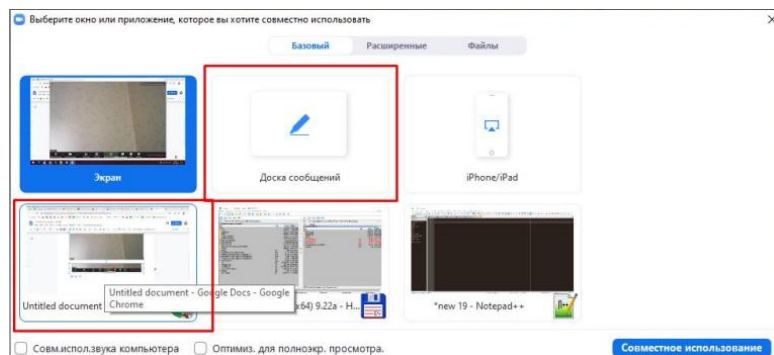 Выберите окно или приложение, которое вы хотите совместно использовать
Базовый Расширенные Файлы
Экран
Доска сообщений
iPhone/iPad
Untitled document
Untitled document - Google Docs - Google
Chrome
x64) 9.22a - H...
*new 19 - Notepad++
Совм.испол.звука компьютера Оптимиз. для полноэкр. просмотра.
Совместное использование